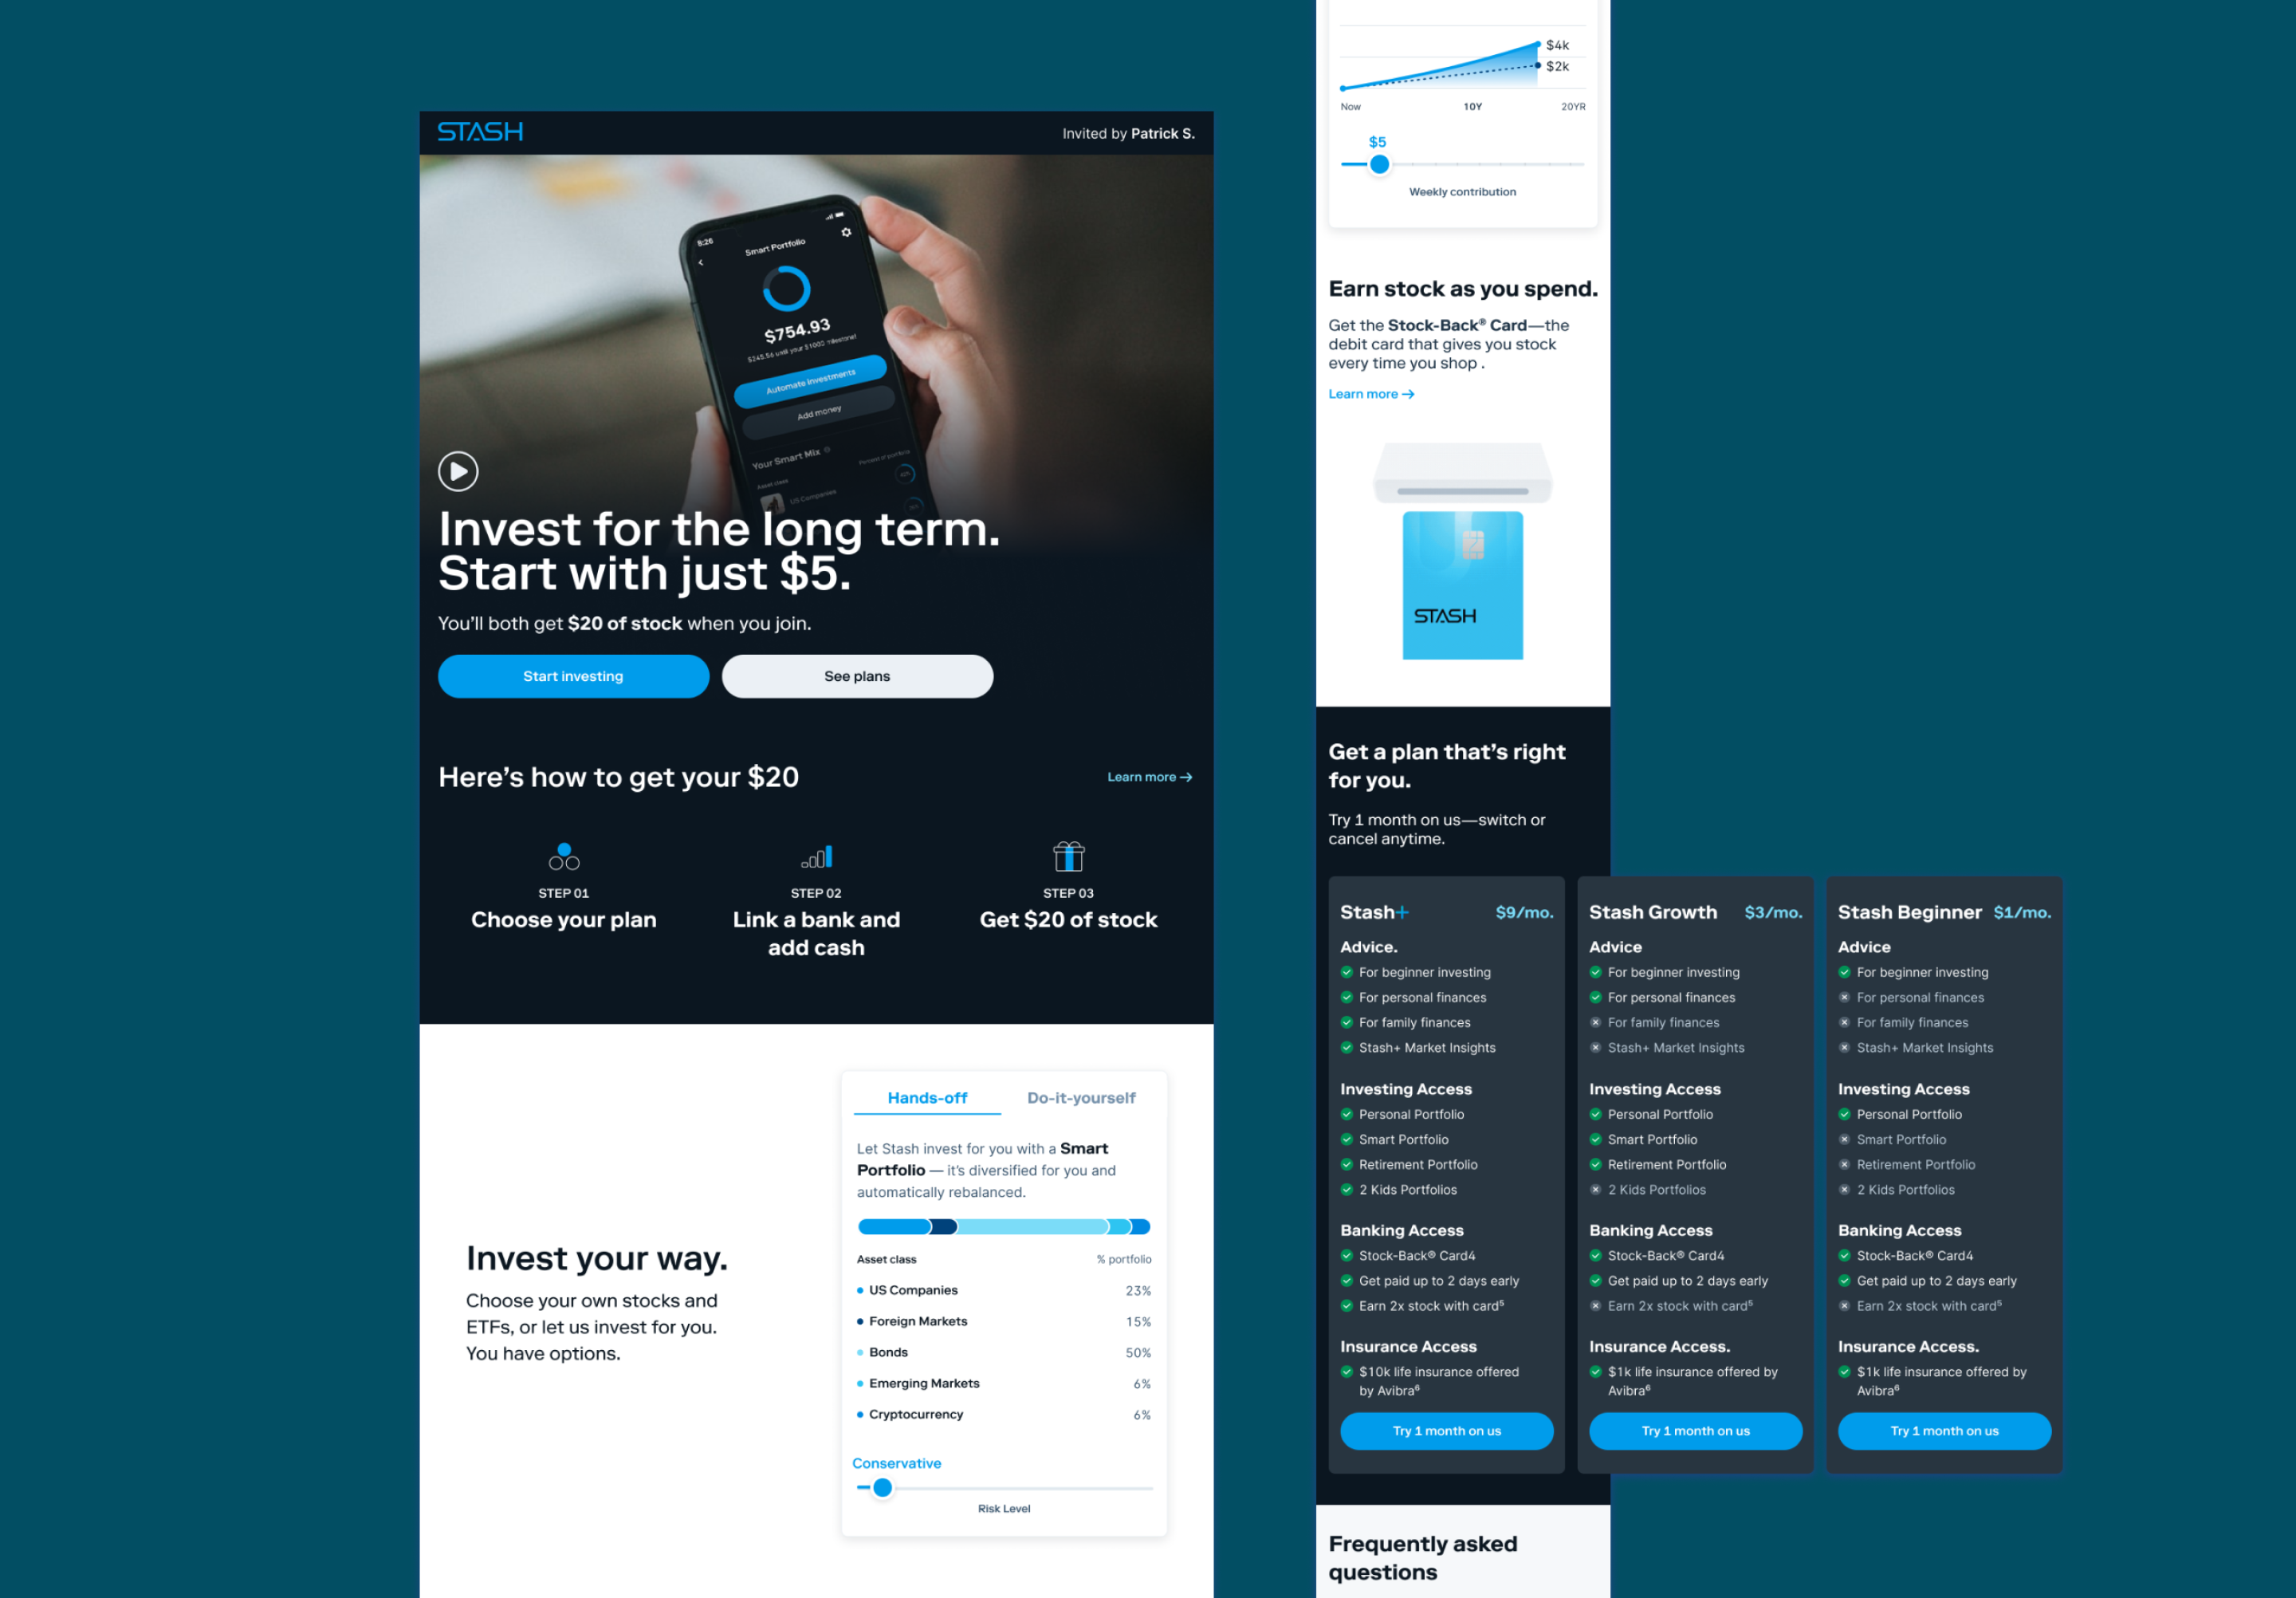 STASH
Invited by Patrick S.
8:26
Smart Portfolio
$754.93
$245.56 until your $1000 milestone!
Automate investments
Add money
Your Smart Mix
Percent of portfolio
Asset class
US Companies
Invest for the long term.
Start with just $5.
You'll both get $20 of stock when you join.
Start investing
See plans
Here's how to get your $20
Learn more →
STEP 01
Choose your plan
STEP 02
Link a bank and
add cash
STEP 03
Get $20 of stock
Invest your way.
Choose your own stocks and
ETFs, or let us invest for you.
You have options.
Hands-off
Do-it-yourself
Let Stash invest for you with a Smart
Portfolio — it's diversified for you and
automatically rebalanced.
Asset class
% portfolio
US Companies
23%
Foreign Markets
15%
Bonds
50%
Emerging Markets
6%
Cryptocurrency
6%
Conservative
Risk Level
$4k
$2k
Now
10Y
20YR
$5
Weekly contribution
Earn stock as you spend.
Get the Stock-Back® Card—the
debit card that gives you stock
every time you shop .
Learn more →
STASH
Get a plan that's right
for you.
Try 1 month on us—switch or
cancel anytime.
Stash+
$9/mo.
Advice.
For beginner investing
For personal finances
For family finances
Stash+ Market Insights
Investing Access
Personal Portfolio
Smart Portfolio
Retirement Portfolio
2 Kids Portfolios
Banking Access
Stock-Back® Card4
Get paid up to 2 days early
Earn 2x stock with card⁵
Insurance Access
$10k life insurance offered
by Avibra⁶
Try 1 month on us
Stash Growth
$3/mo.
Advice
For beginner investing
For personal finances
For family finances
Stash+ Market Insights
Investing Access
Personal Portfolio
Smart Portfolio
Retirement Portfolio
2 Kids Portfolios
Banking Access
Stock-Back® Card4
Get paid up to 2 days early
Earn 2x stock with card⁵
Insurance Access.
$1k life insurance offered by
Avibra⁶
Try 1 month on us
Stash Beginner
$1/mo.
Advice
For beginner investing
For personal finances
For family finances
Stash+ Market Insights
Investing Access
Personal Portfolio
Smart Portfolio
Retirement Portfolio
2 Kids Portfolios
Banking Access
Stock-Back® Card4
Get paid up to 2 days early
Earn 2x stock with card⁵
Insurance Access.
$1k life insurance offered by
Avibra⁶
Try 1 month on us
Frequently asked
questions